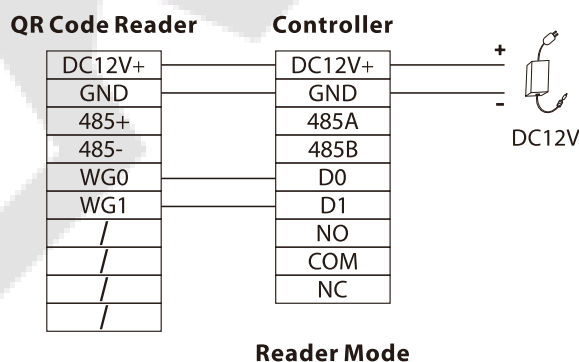 QR Code Reader Controller
DC12V+ DC12V+ +
GND GND -
485+ 485A
485- 485B
DC12V
WG0 D0
WG1 D1
/ NO
/ COM
/ NC
/
Reader Mode